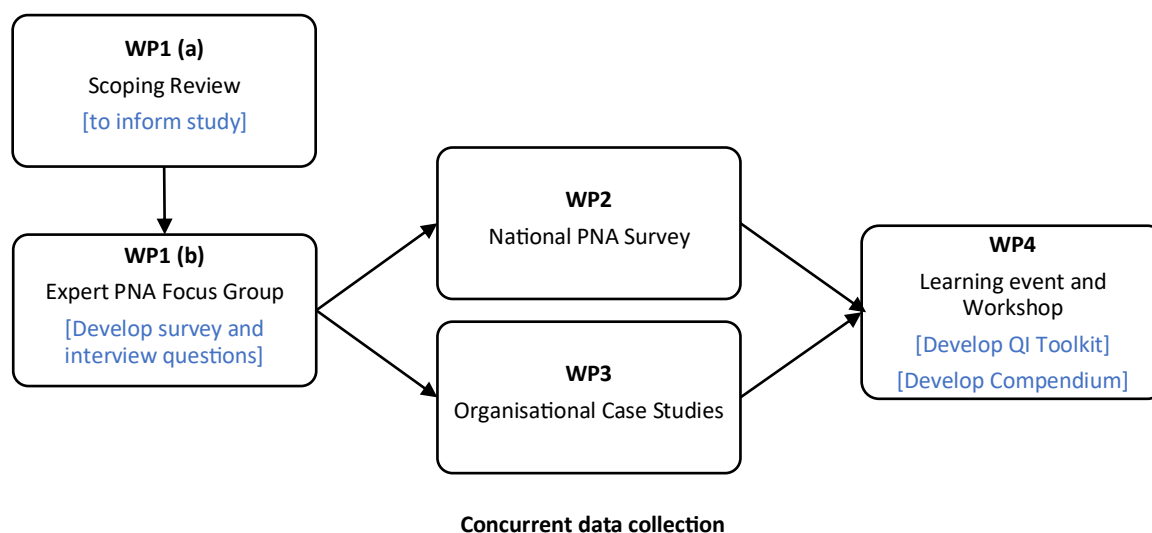 WP1 (a)
Scoping Review
[to inform study]
WP1 (b)
Expert PNA Focus Group
[Develop survey and
interview questions]
WP2
National PNA Survey
WP3
Organisational Case Studies
WP4
Learning event and
Workshop
[Develop QI Toolkit]
[Develop Compendium]
Concurrent data collection